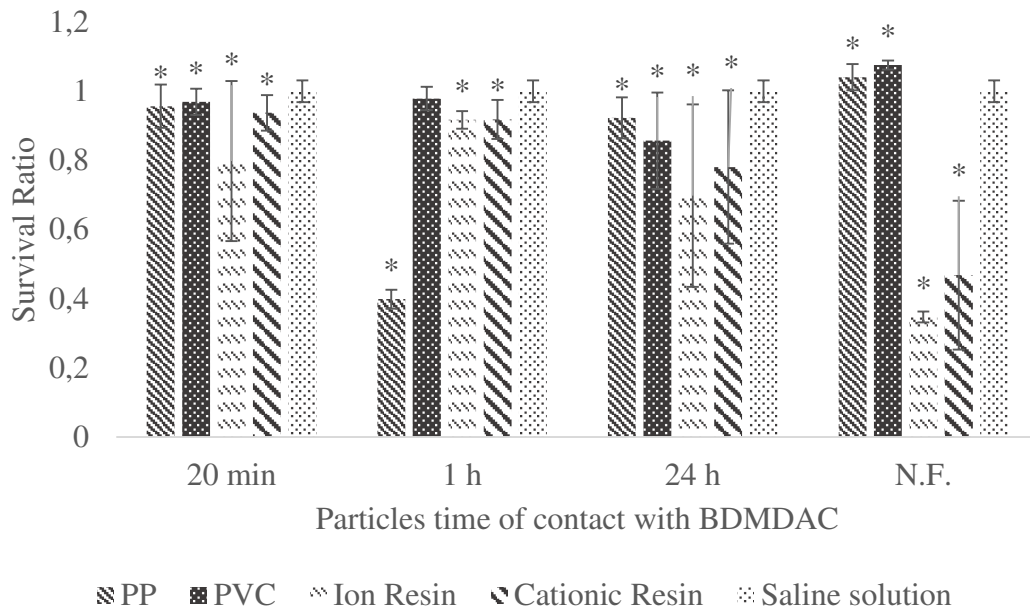 1,2
1
0,8
0,6
0,4
0,2
0
Survival Ratio
* * * * * * * * * * * * * * *
20 min 1 h 24 h N.F.
Particles time of contact with BDMDAC
PP PVC Ion Resin Cationic Resin Saline solution